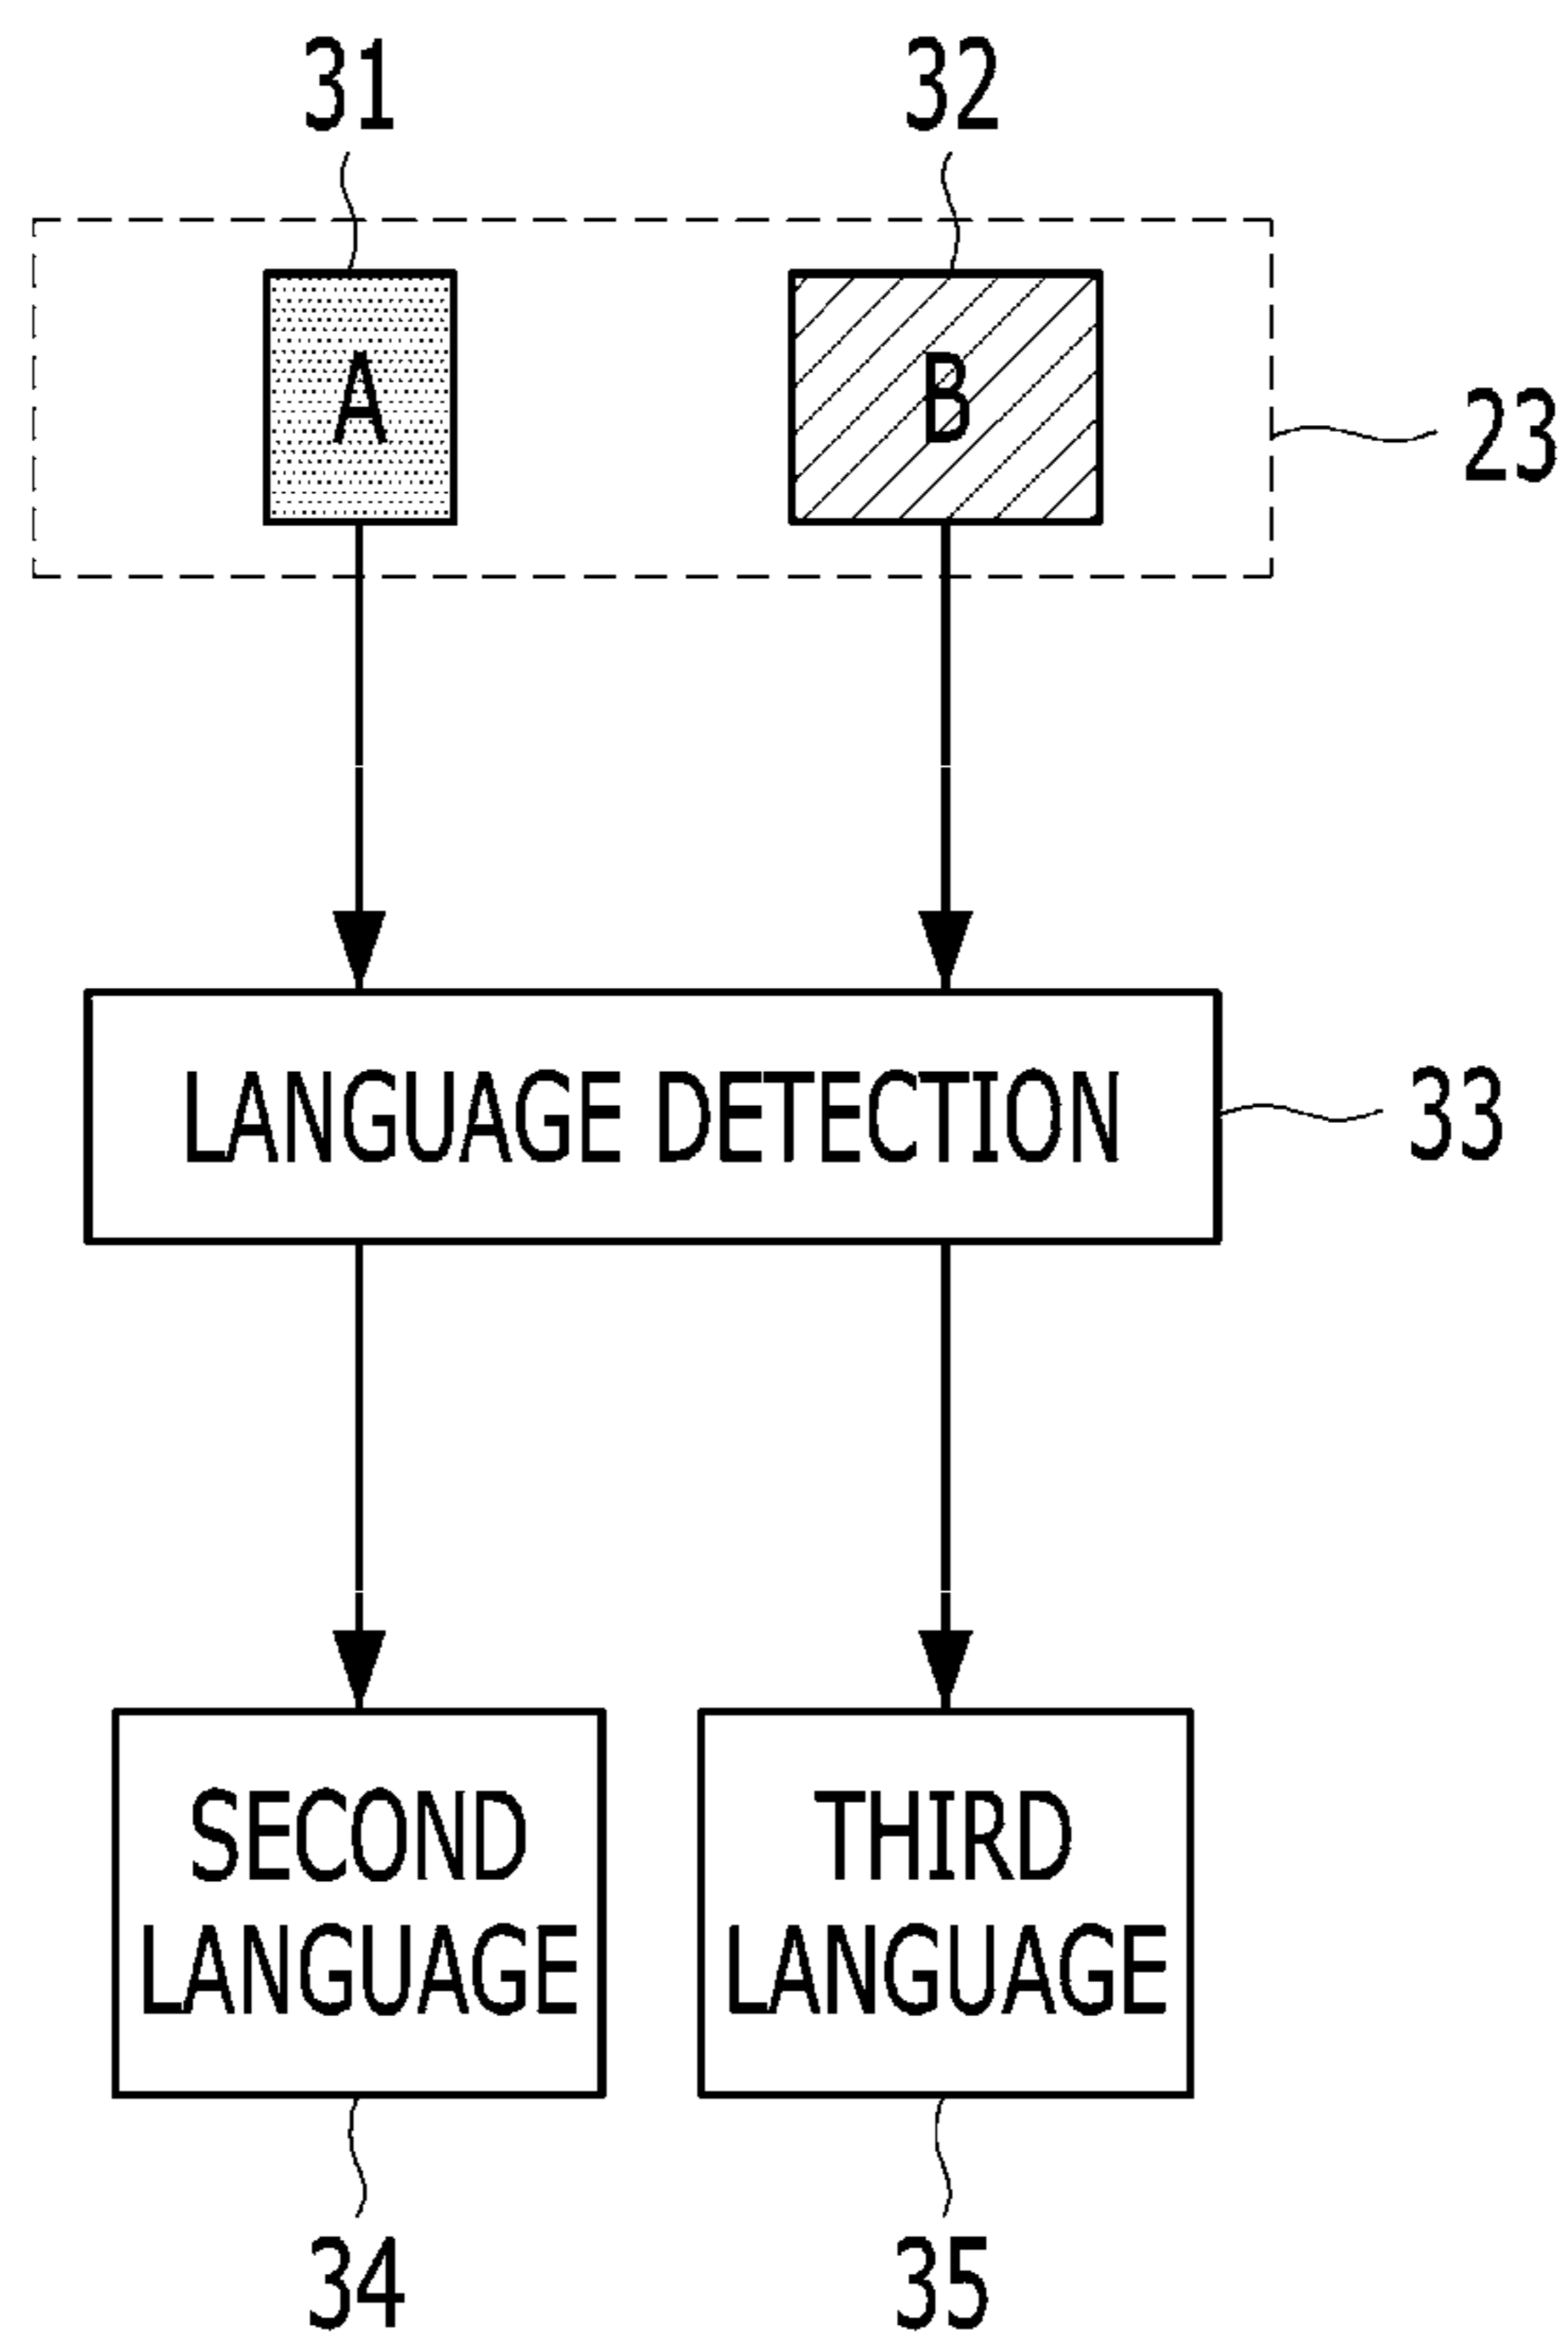 31 32
A B
23
LANGUAGE DETECTION
33
SECOND
LANGUAGE
THIRD
LANGUAGE
34 35